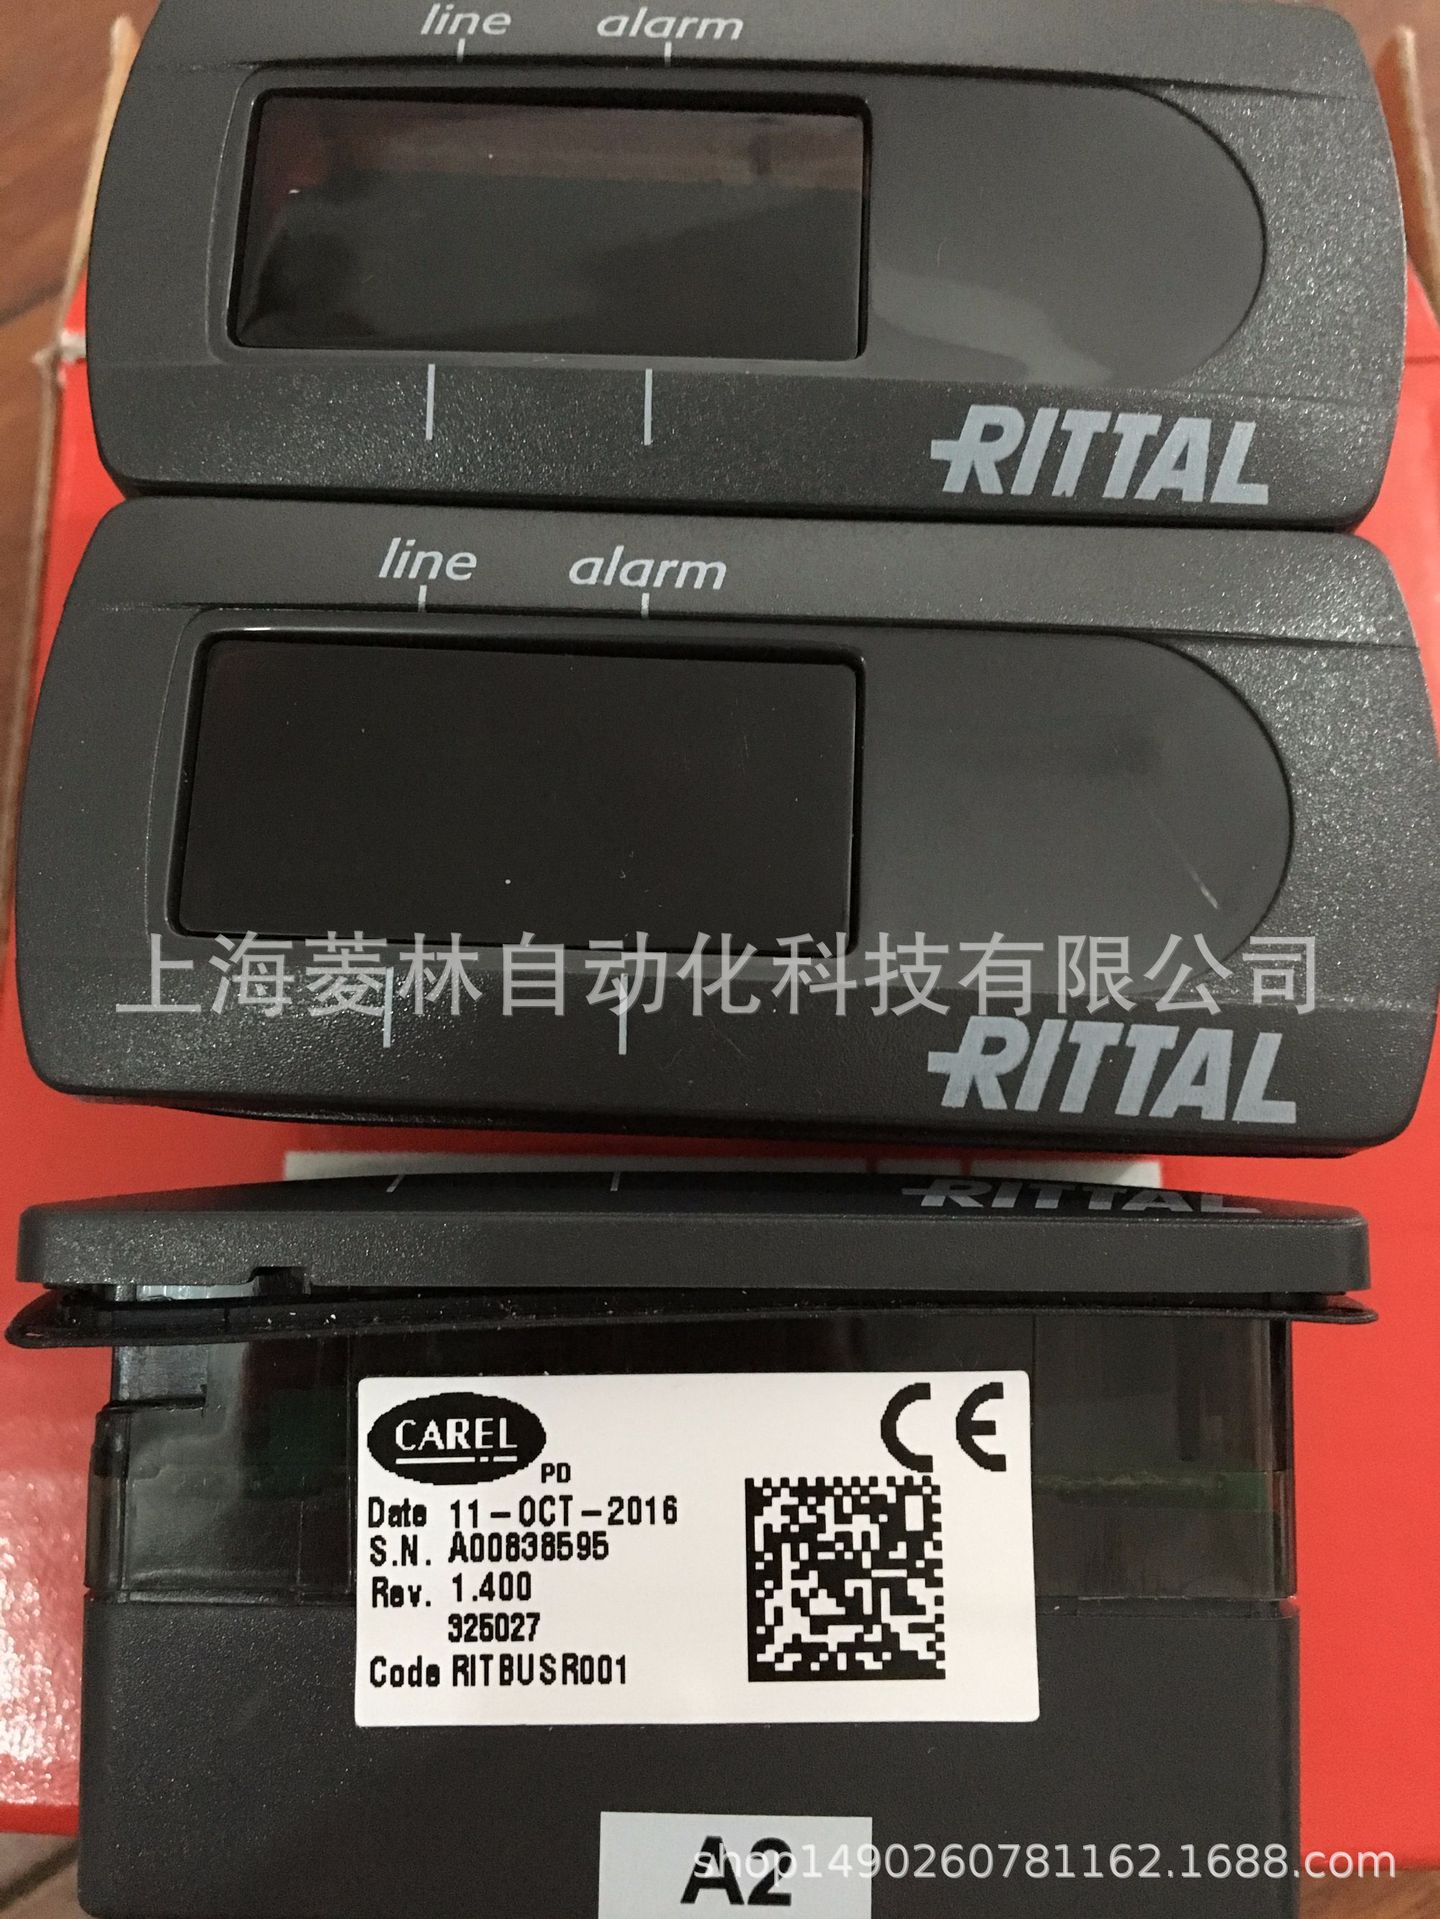 line alarm
RITTAL
line alarm
上海菱林自动化科技有限公司
RITTAL
RITTAL
CAREL
PD
CE
Date 11-OCT-2016
S.N. A00838595
Rev. 1.400
325027
Code RITBUSR001
A2
shop1490260781162.1688.com